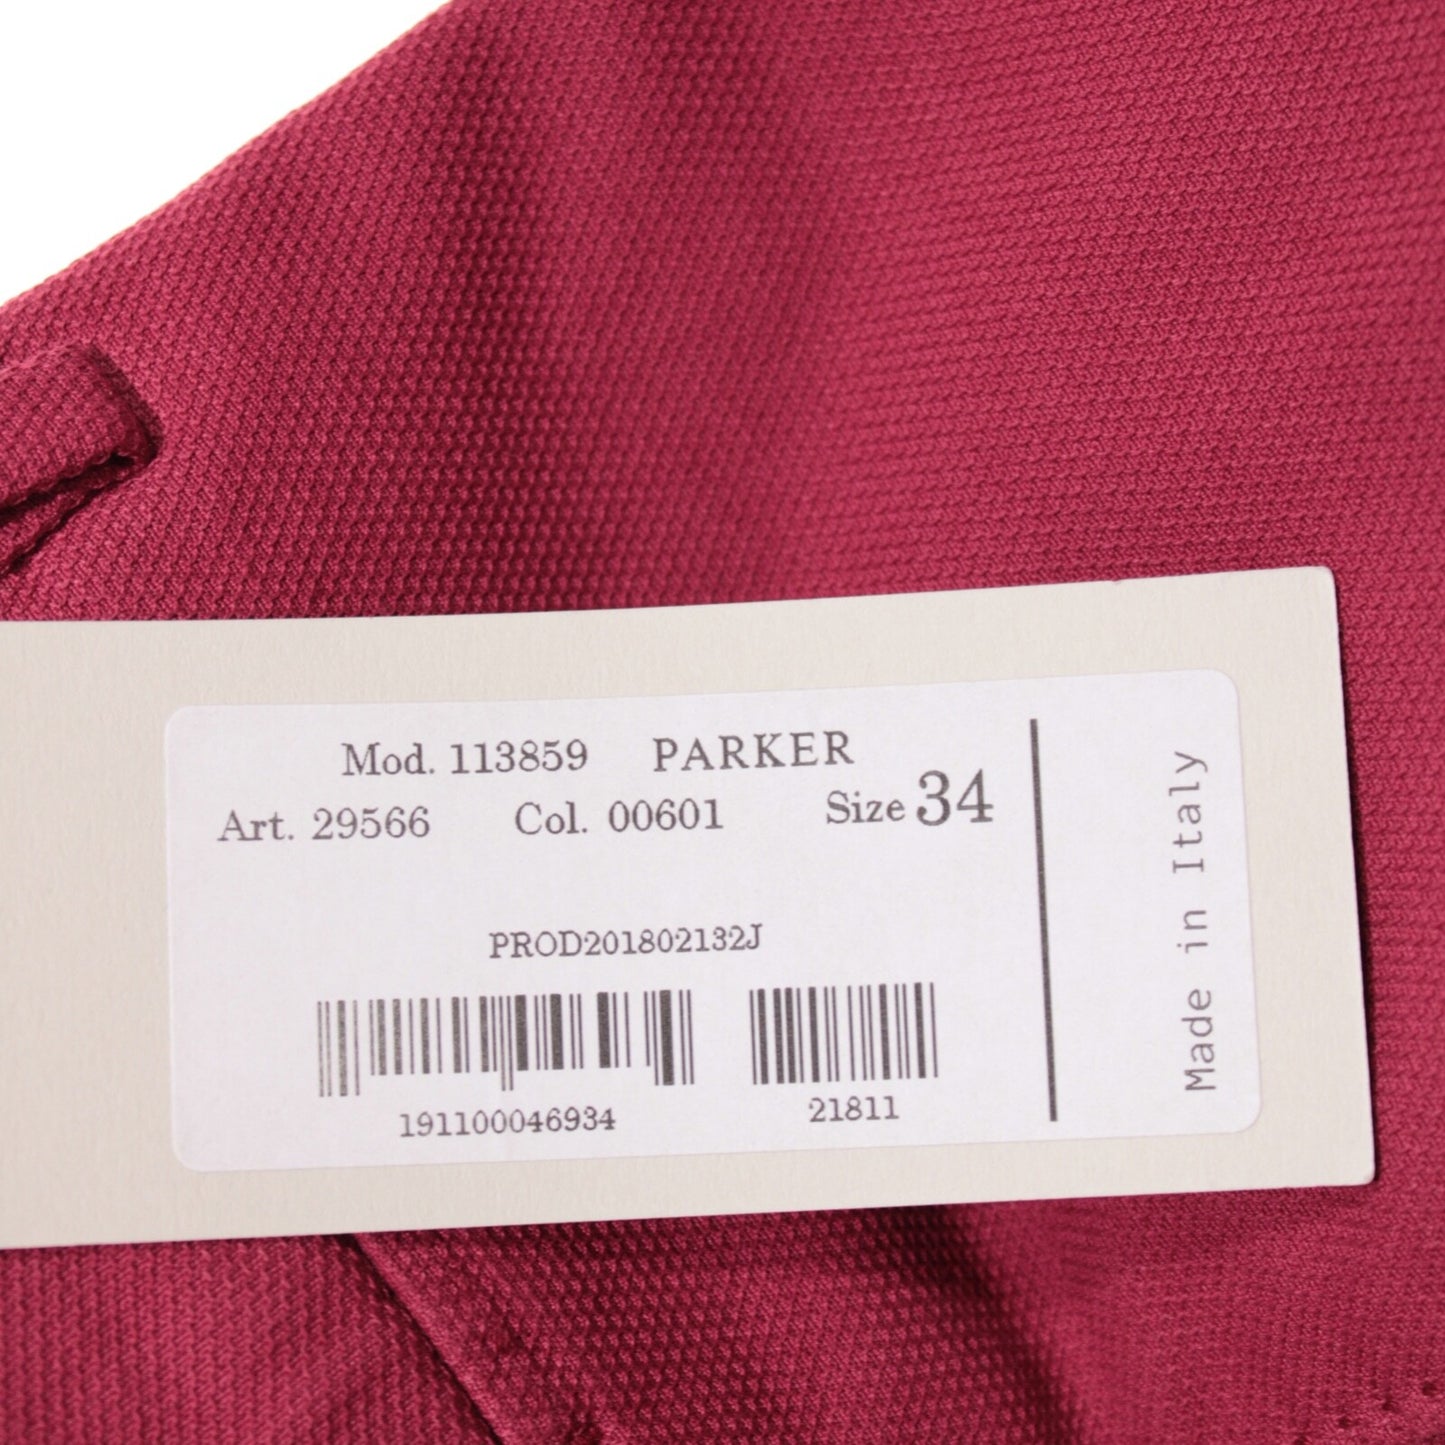 Mod. 113859 PARKER
Art. 29566 Col. 00601 Size 34
PROD201802132J
191100046934 21811
Made in Italy